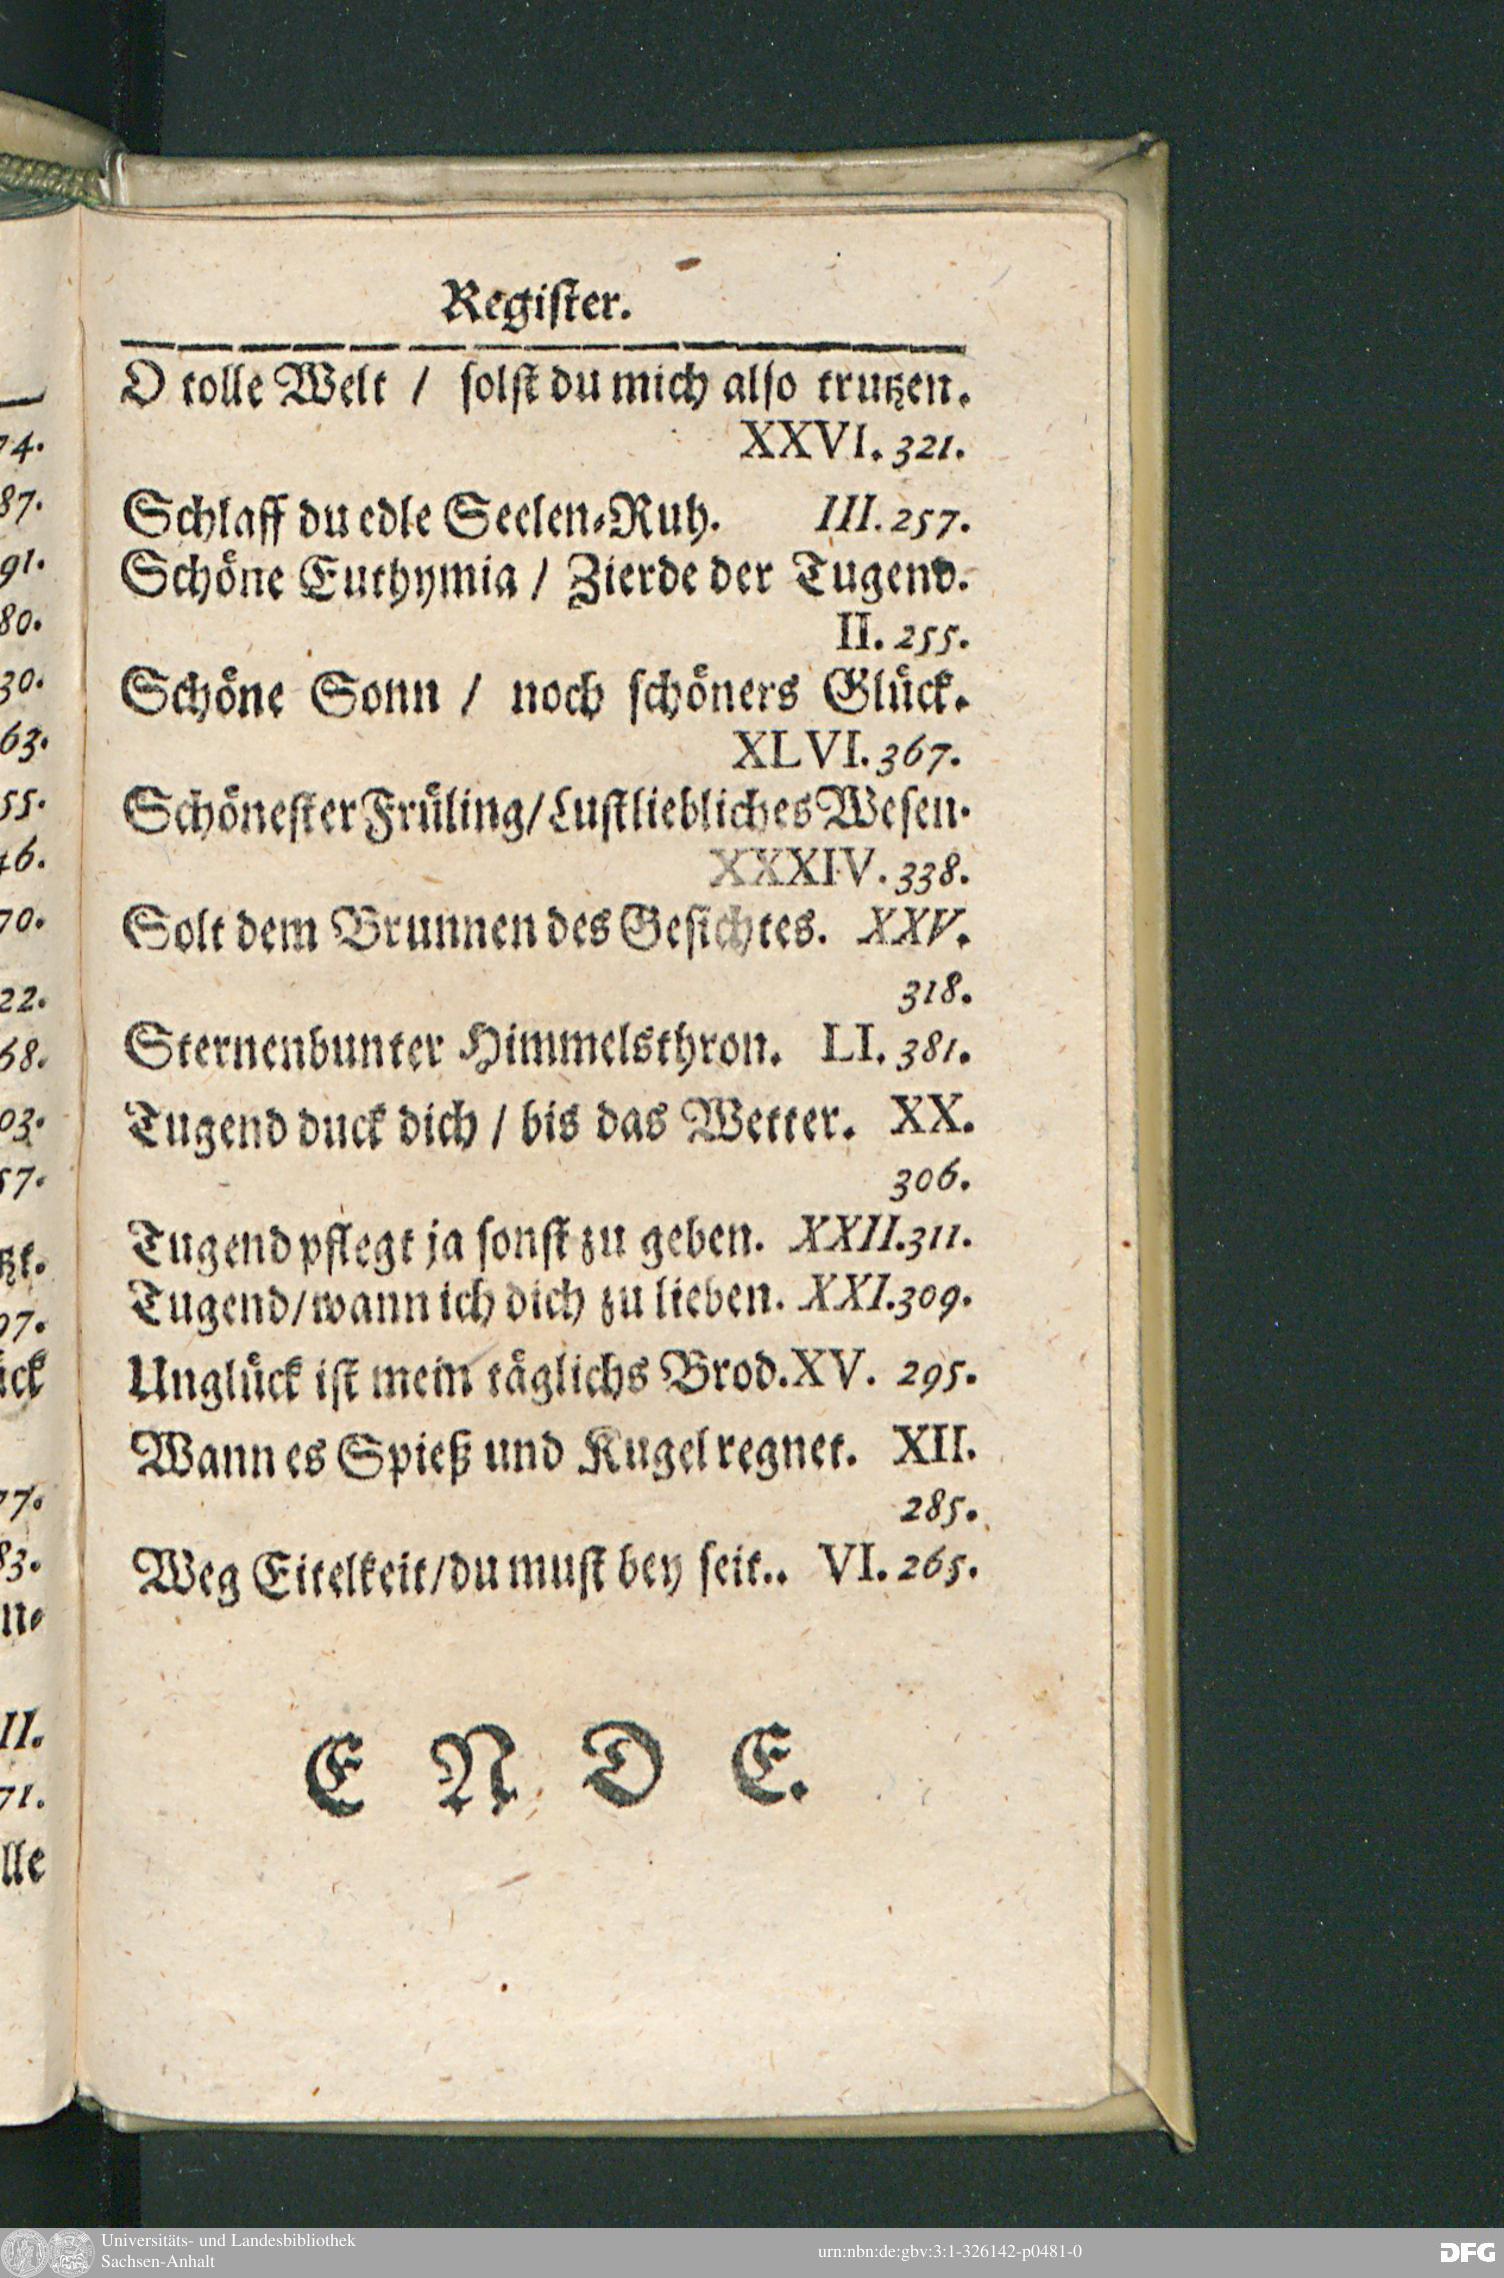 Register.
O tolle Welt / solst du mich also trutzen.
XXVI. 321.
Schlaff du edle Seelen-Ruh. III. 257.
Schöne Euthymia / Zierde der Tugend.
II. 255.
Schöne Sonn / noch schöners Glück.
XLVI. 367.
Schönester Früling/Lustliebliches Wesen.
XXXIV. 338.
Solt dem Brunnen des Gesichtes. XXV.
318.
Sternenbunter Himmelsthron. LI. 381.
Tugend duck dich / bis das Wetter. XX.
306.
Tugend pflegt ja sonst zu geben. XXII.311.
Tugend/wann ich dich zu lieben. XXI.309.
Unglück ist mein täglichs Brod.XV. 295.
Wann es Spieß und Kugel regnet. XII.
285.
Weg Eitelkeit/du must bey seit.. VI. 265.
E N D E.
Universitäts- und Landesbibliothek
Sachsen-Anhalt
urn:nbn:de:gbv:3:1-326142-p0481-0
DFG